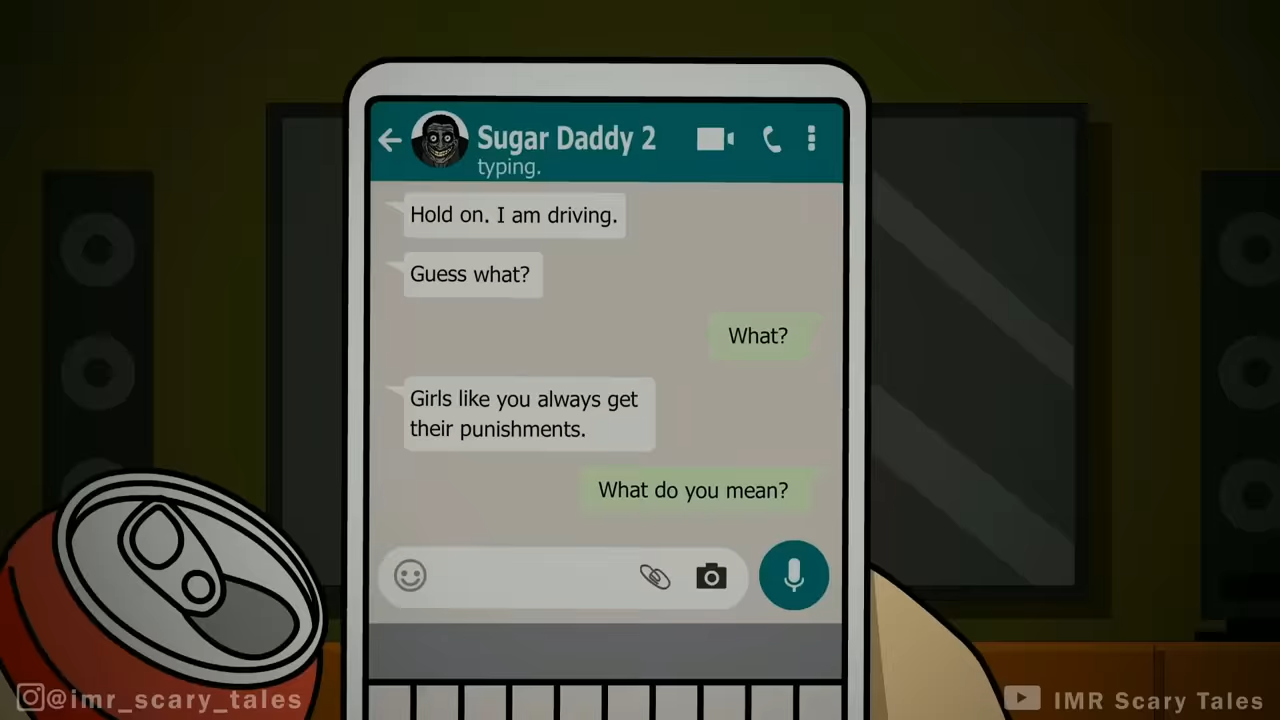 Sugar Daddy 2
typing.
Hold on. I am driving.
Guess what?
What?
Girls like you always get
their punishments.
What do you mean?
@imr_scary_tales
IMR Scary Tales